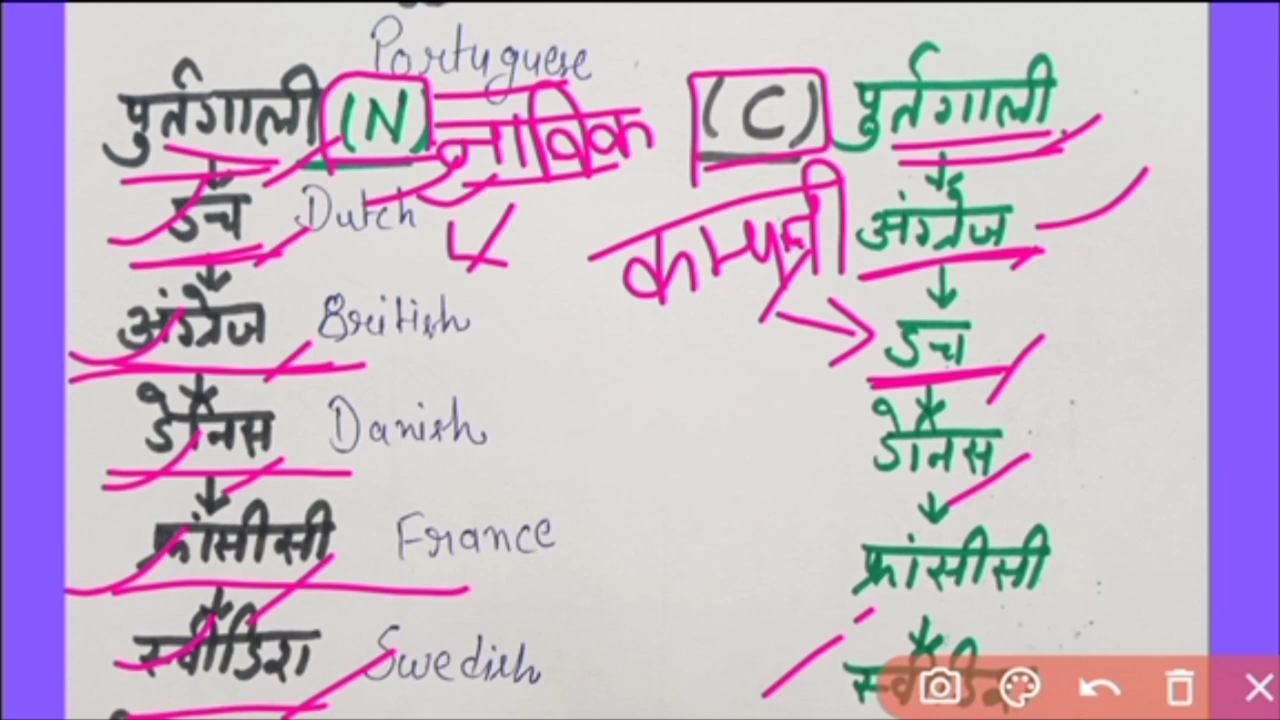 Portuguese
पुर्तगाली (N) नाविक (C) पुर्तगाली
डच Dutch कम्पनी अंग्रेज
अंग्रेज British डच
डेनिस Danish डेनिस
फ्रांसीसी France फ्रांसीसी
स्वीडिश Swedish